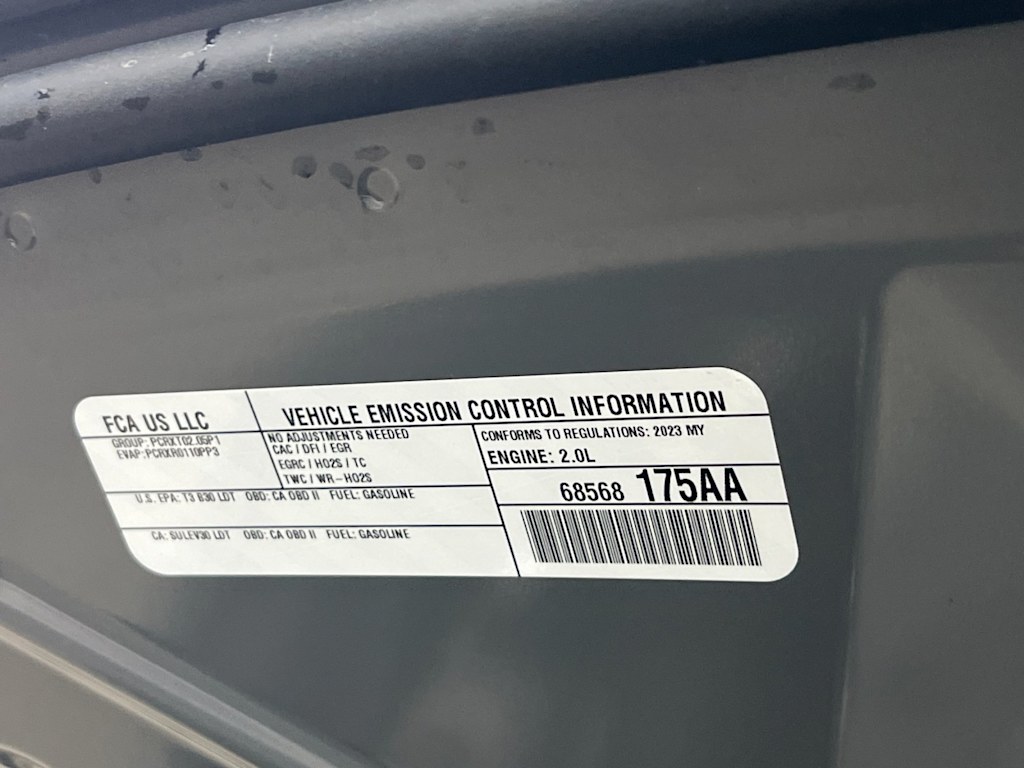 FCA US LLC
VEHICLE EMISSION CONTROL INFORMATION
GROUP: PCRXT02.05P1
EVAP: PCRXR0110PP3
NO ADJUSTMENTS NEEDED
CAC / DFI / EGR
EGRC / HO2S / TC
TWC / WR-HO2S
CONFORMS TO REGULATIONS: 2023 MY
ENGINE: 2.0L
U.S. EPA: T3 B30 LDT OBD: CA OBD II FUEL: GASOLINE
CA: SULEV30 LDT OBD: CA OBD II FUEL: GASOLINE
68568 175AA